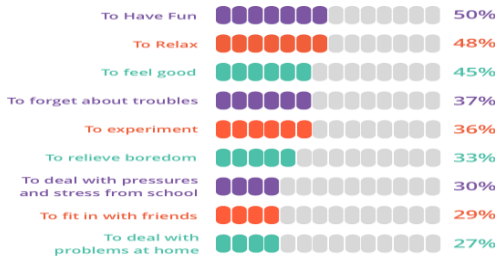 To Have Fun 50%
To Relax 48%
To feel good 45%
To forget about troubles 37%
To experiment 36%
To relieve boredom 33%
To deal with pressures
and stress from school 30%
To fit in with friends 29%
To deal with
problems at home 27%